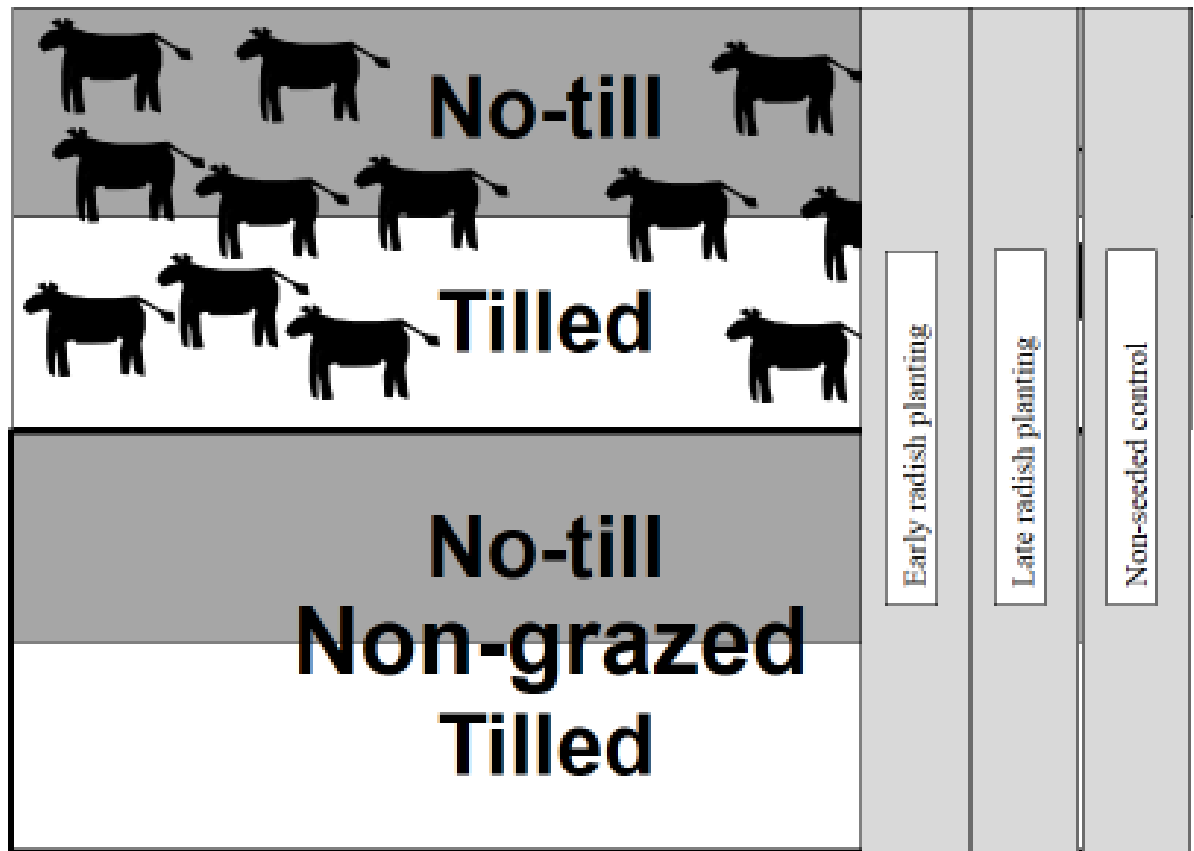 No-till
Tilled
No-till
Non-grazed
Tilled
Early radish planting
Late radish planting
Non-seeded control